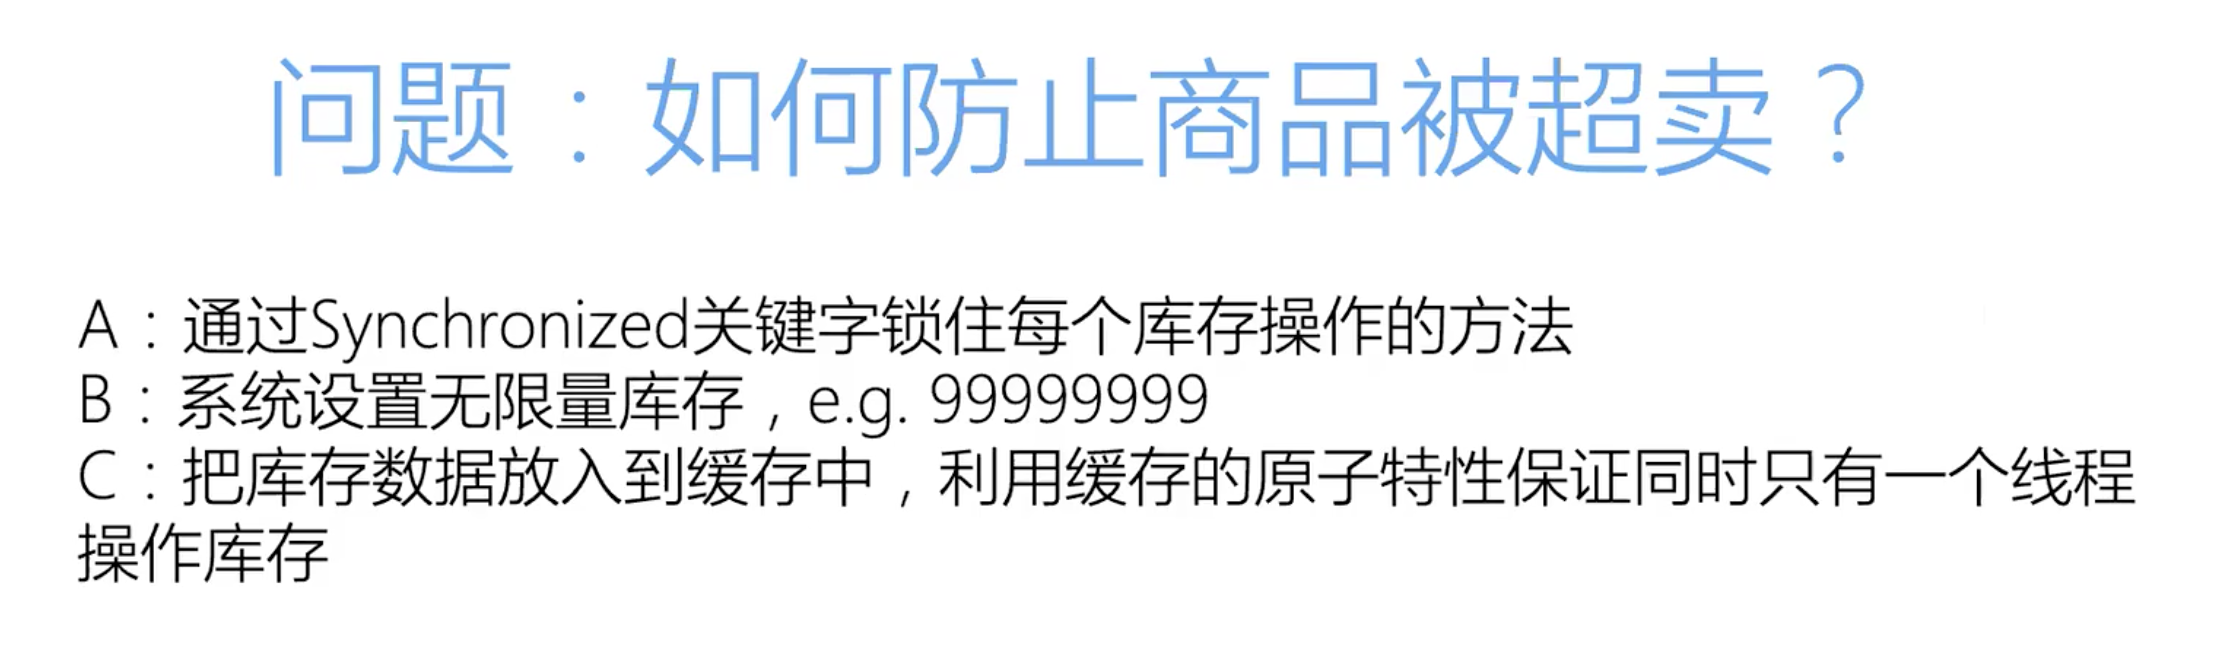 问题：如何防止商品被超卖？
A：通过Synchronized关键字锁住每个库存操作的方法
B：系统设置无限量库存，e.g. 99999999
C：把库存数据放入到缓存中，利用缓存的原子特性保证同时只有一个线程
操作库存